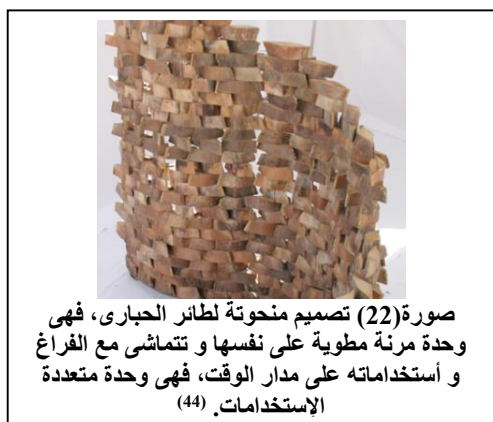 صورة(22) تصميم منحوتة لطائر الحبارى، فهى
وحدة مرنة مطوية على نفسها و تتماشى مع الفراغ
و أستخداماته على مدار الوقت، فهى وحدة متعددة
الإستخدامات. (44)